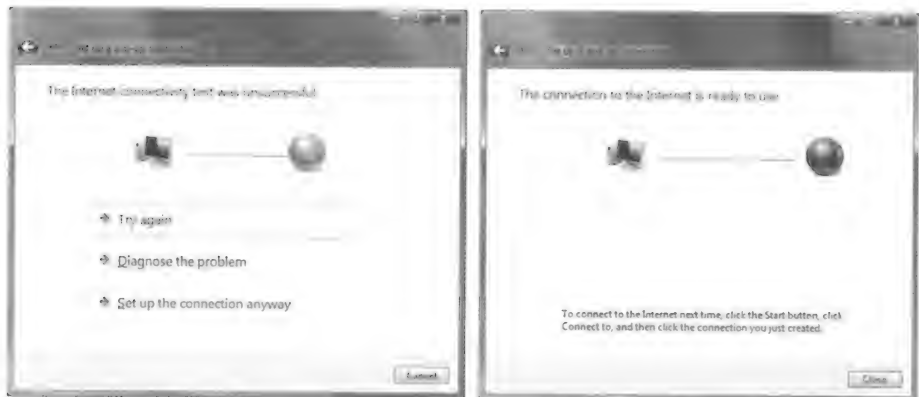 The Internet connectivity test was unsuccessful
Try again
Diagnose the problem
Set up the connection anyway
Cancel
The connection to the Internet is ready to use
To connect to the Internet next time, click the Start button, click
Connect to, and then click the connection you just created.
Close